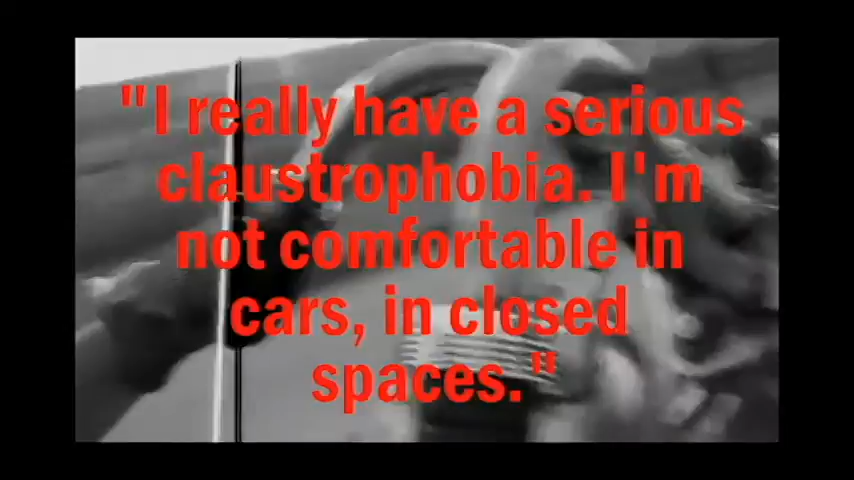 "I really have a serious
claustrophobia. I'm
not comfortable in
cars, in closed
spaces."